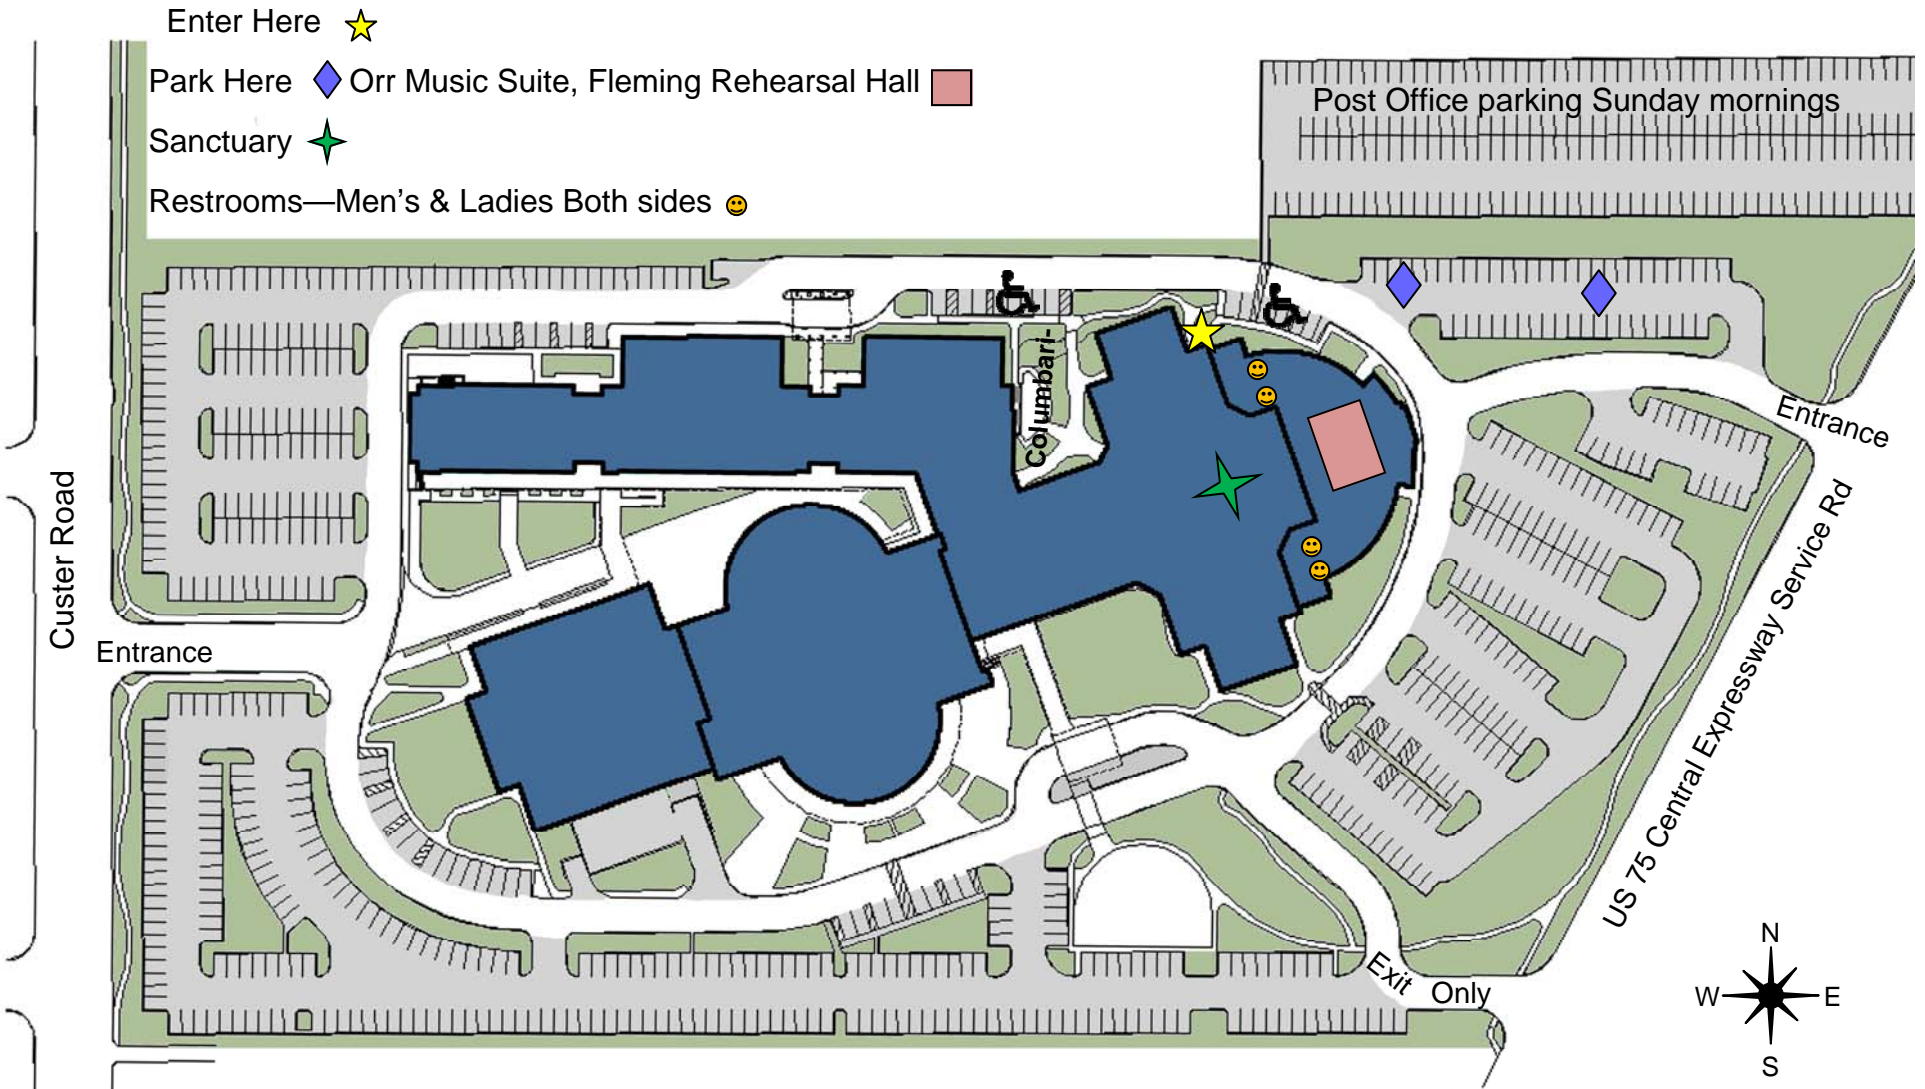 Enter Here
Park Here Orr Music Suite, Fleming Rehearsal Hall
Post Office parking Sunday mornings
Sanctuary
Restrooms—Men's & Ladies Both sides
Columbari-
Entrance
Custer Road
Entrance
US 75 Central Expressway Service Rd
Exit Only
N
W E
S